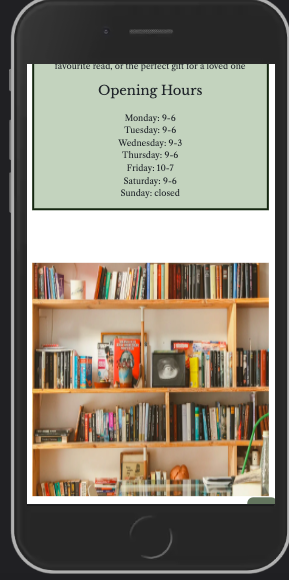 favourite read, or the perfect gift for a loved one
Opening Hours
Monday: 9-6
Tuesday: 9-6
Wednesday: 9-3
Thursday: 9-6
Friday: 10-7
Saturday: 9-6
Sunday: closed